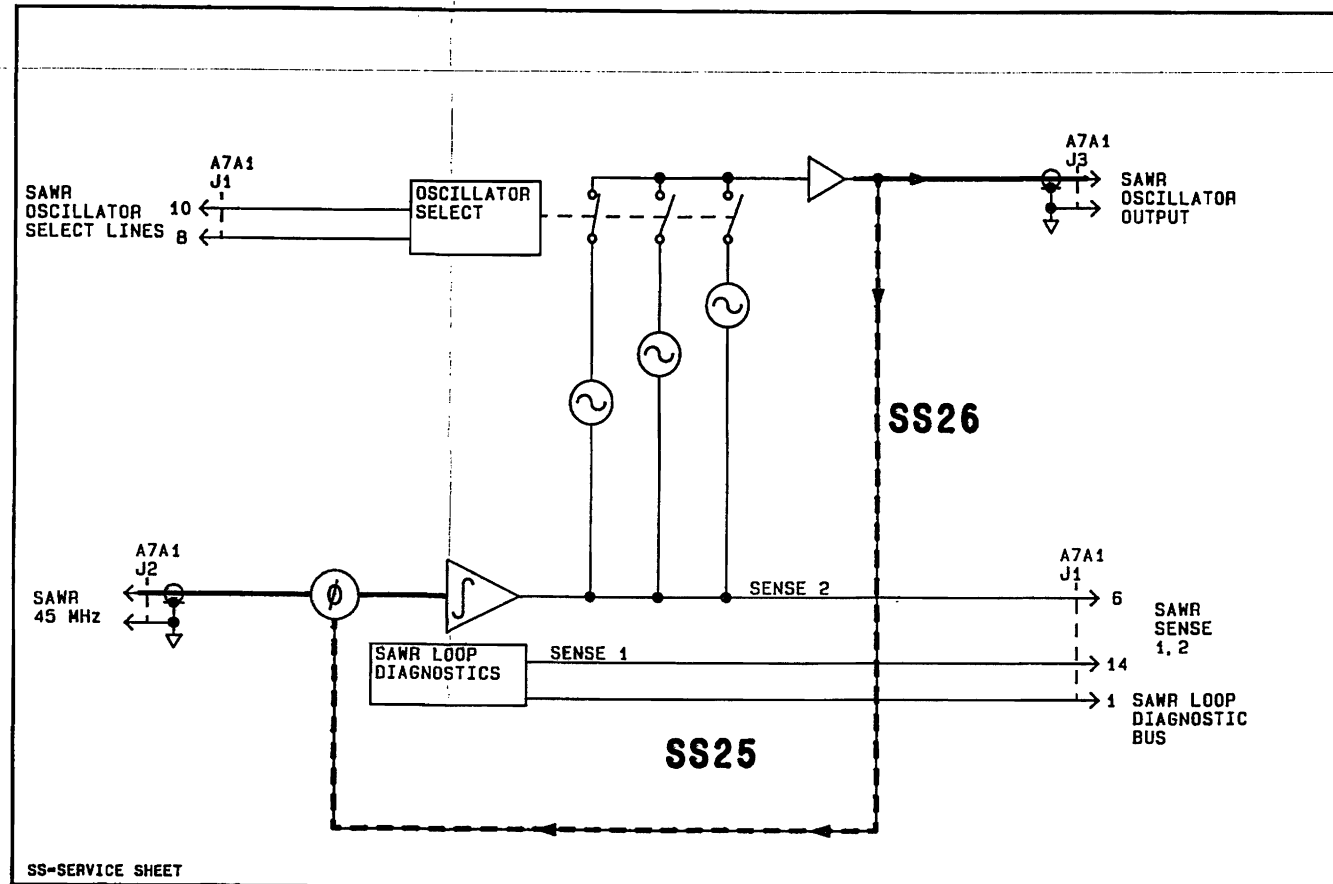 A7A1
J1
SAWR
OSCILLATOR
SELECT LINES
10
8
OSCILLATOR
SELECT
A7A1
J3
SAWR
OSCILLATOR
OUTPUT
SS26
A7A1
J2
SAWR
45 MHz
ϕ
∫
SENSE 2
A7A1
J1
6
SAWR
SENSE
1,2
SAWR LOOP
DIAGNOSTICS
SENSE 1
14
1
SAWR LOOP
DIAGNOSTIC
BUS
SS25
SS=SERVICE SHEET